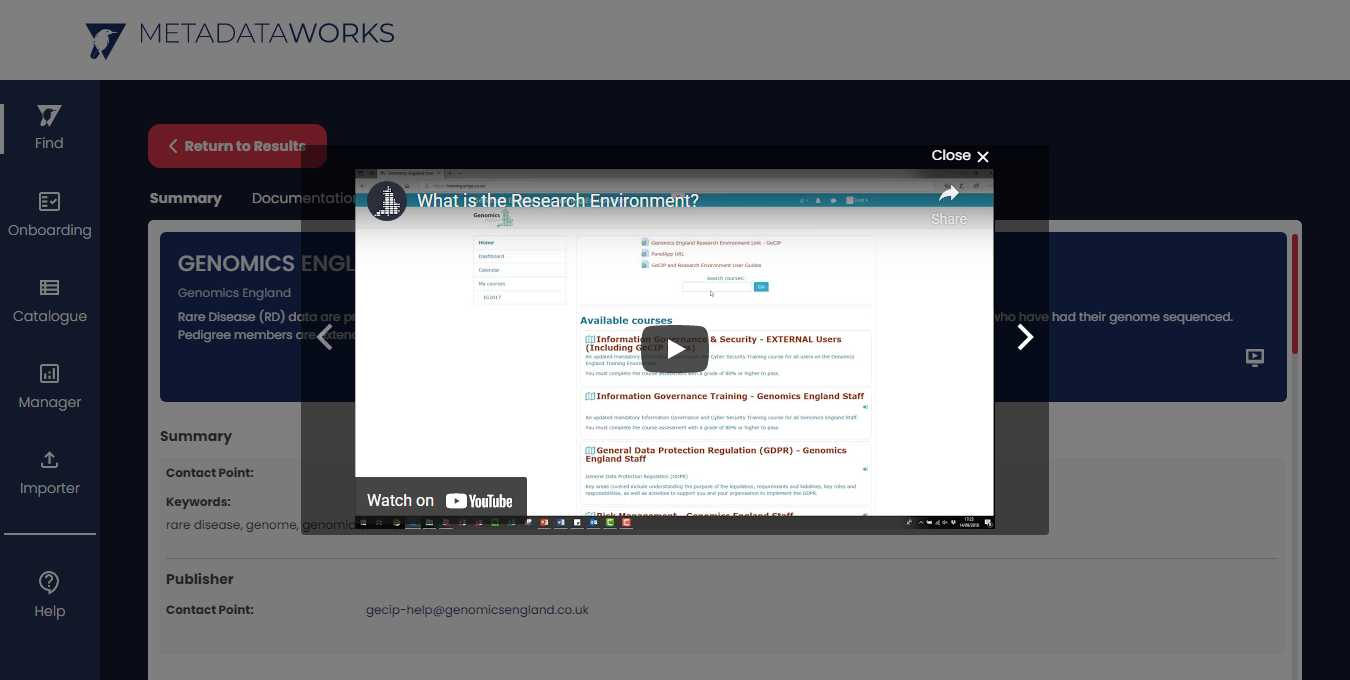 METADATAWORKS
Find
Onboarding
Catalogue
Manager
Importer
Help
Return to Results
Summary Documentation
GENOMICS ENGL
Genomics England
Rare Disease (RD) data are pr
who have had their genome sequenced.
Pedigree members are extend
Summary
Contact Point:
Keywords:
rare disease, genome, genomic
Publisher
Contact Point: gecip-help@genomicsengland.co.uk
Close
What is the Research Environment?
Share
Genomics
Home
Dashboard
Calendar
My courses
IG2017
Genomics England Research Environment Link - GeCIP
PanelApp URL
GeCIP and Research Environment User Guides
Search courses:
Go
Available courses
Information Governance & Security - EXTERNAL Users
(Including GeCIP
An updated mandatory Information Governance and Cyber Security Training course for all users on the Genomics
England Training Environment.
You must complete the course assessment with a grade of 80% or higher to pass.
Information Governance Training - Genomics England Staff
An updated mandatory Information Governance and Cyber Security Training course for all Genomics England Staff.
You must complete the course assessment with a grade of 80% or higher to pass.
General Data Protection Regulation (GDPR) - Genomics
England Staff
General Data Protection Regulation (GDPR)
Key areas covered include understanding the purpose of the legislation, requirements and liabilities, key roles and
responsibilities, as well as activities to support you and your organisation to implement the GDPR.
Risk Management - Genomics England Staff
Watch on YouTube
17:23
14/09/2018